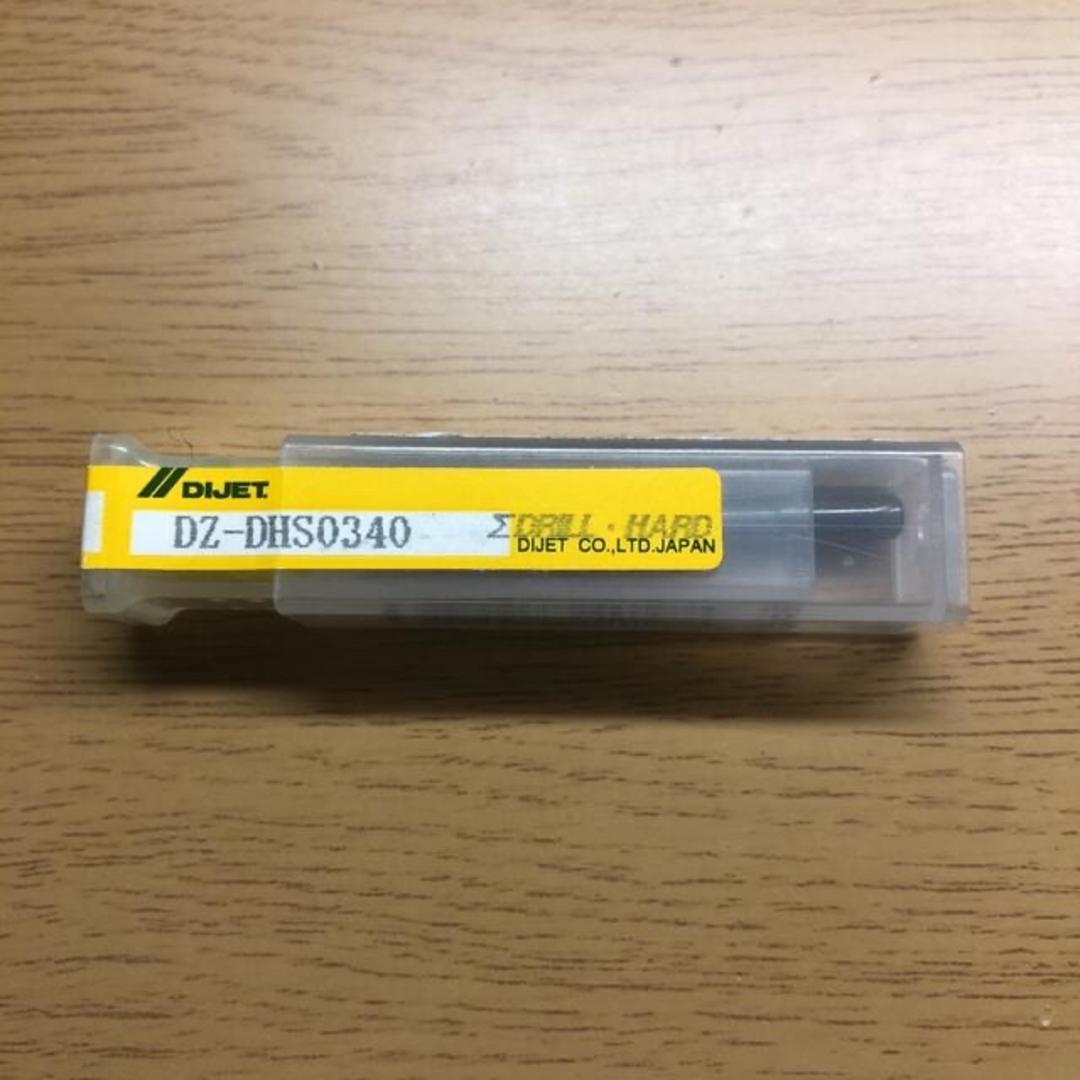 DIJET.
DZ-DHS0340 ΣDRILL・HARD
DIJET CO.,LTD.JAPAN